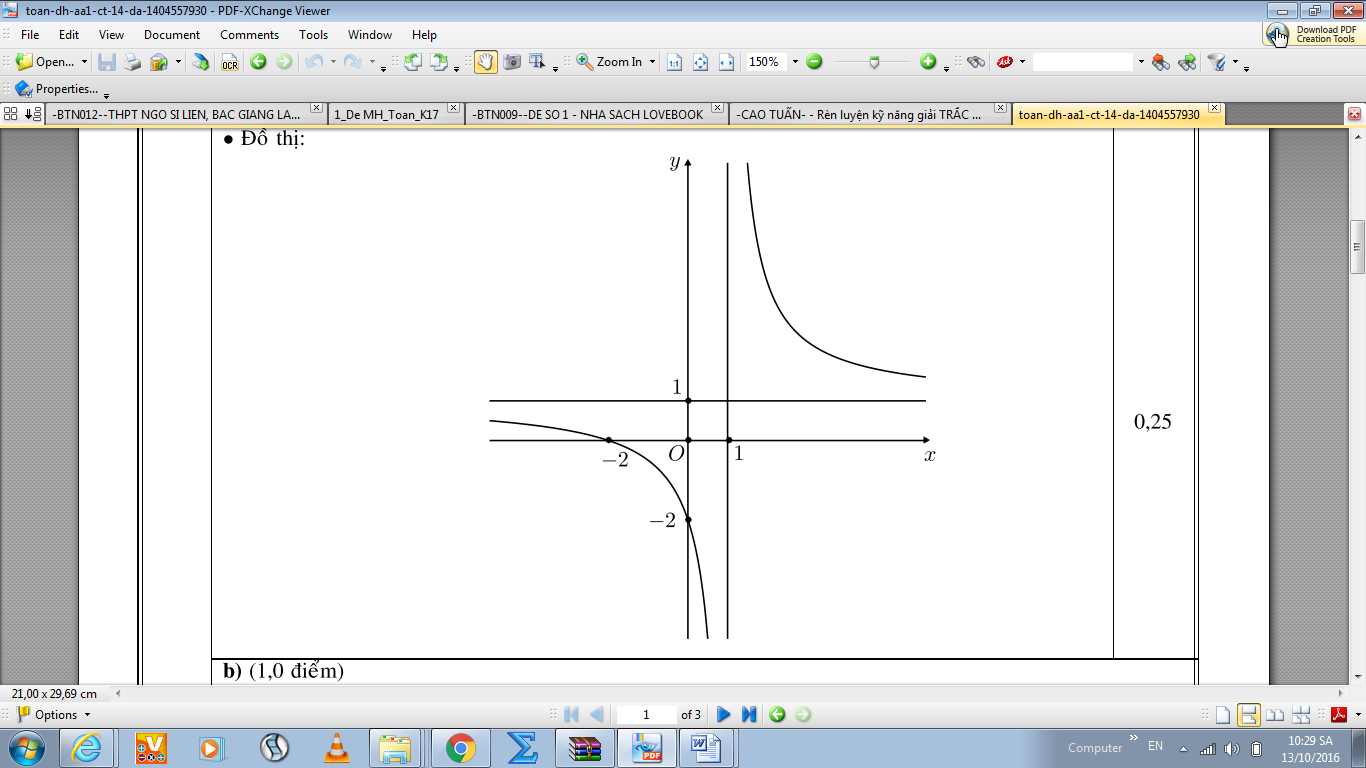 toan-dh-aa1-ct-14-da-1404557930 - PDF-XChange Viewer
File Edit View Document Comments Tools Window Help
Download PDF
Creation Tools
Open... OCR Zoom In 1:1 150%
Properties...
-BTN012--THPT NGO SI LIEN, BAC GIANG LA... 1_De MH_Toan_K17 -BTN009--DE SO 1 - NHA SACH LOVEBOOK -CAO TUẤN- - Rèn luyện kỹ năng giải TRẮC ... toan-dh-aa1-ct-14-da-1404557930
• Đồ thị:
y
1
0,25
−2 O 1 x
−2
b) (1,0 điểm)
21,00 x 29,69 cm
Options 1 of 3
Computer » EN 10:29 SA
13/10/2016